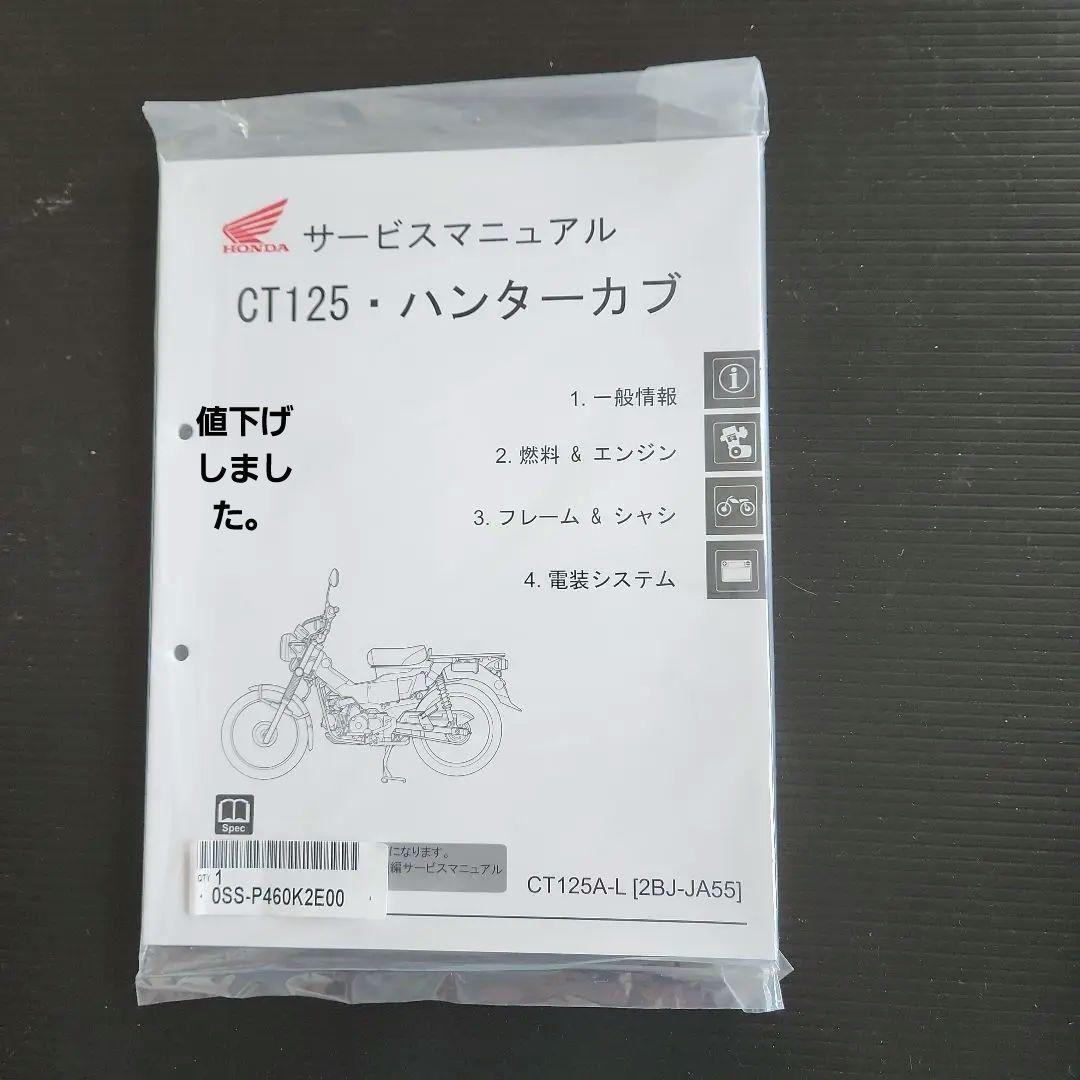 HONDA
サービスマニュアル
CT125・ハンターカブ
値下げ
しまし
た。
1. 一般情報
2. 燃料 & エンジン
3. フレーム & シャシ
4. 電装システム
Spec
になります。
編サービスマニュアル
QTY 1
0SS-P460K2E00
CT125A-L [2BJ-JA55]